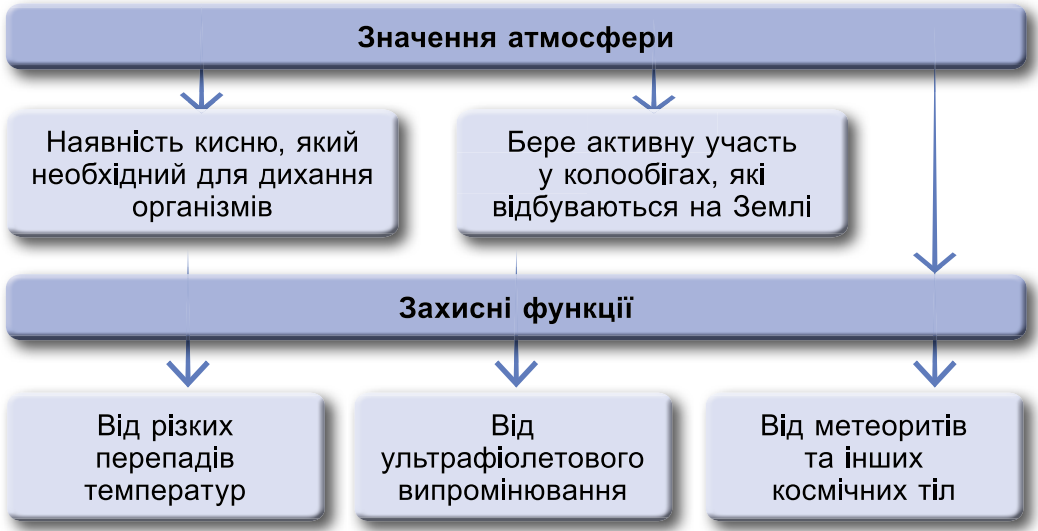 Значення атмосфери
Наявність кисню, який
необхідний для дихання
організмів
Бере активну участь
у колообігах, які
відбуваються на Землі
Захисні функції
Від різких
перепадів
температур
Від
ультрафіолетового
випромінювання
Від метеоритів
та інших
космічних тіл